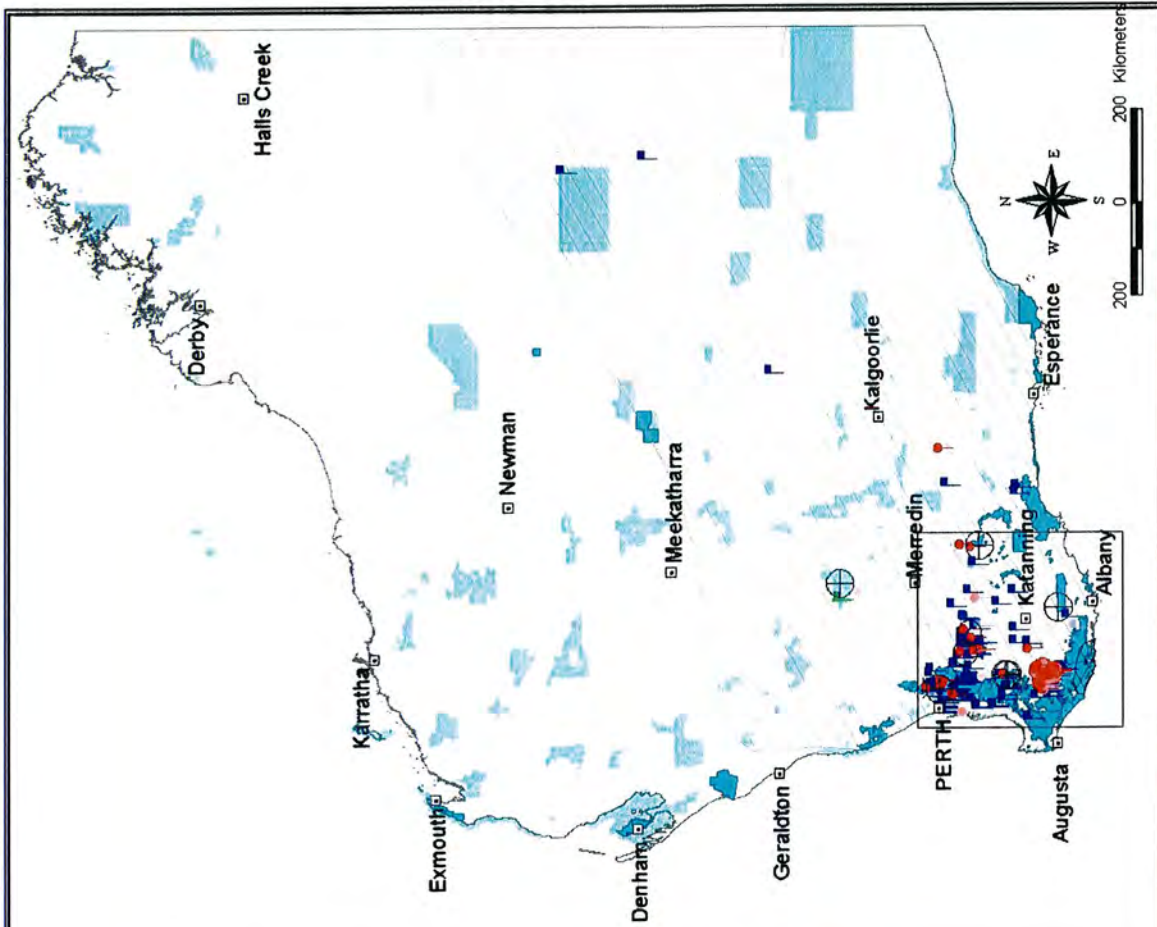 Halls Creek
Derby
Newman
Karratha
Exmouth
Meekatharra
Denham
Kalgoorlie
Geraldton
Merredin
PERTH
Katanning
Esperance
Augusta
Albany
N
W
E
S
200 0 200 Kilometers